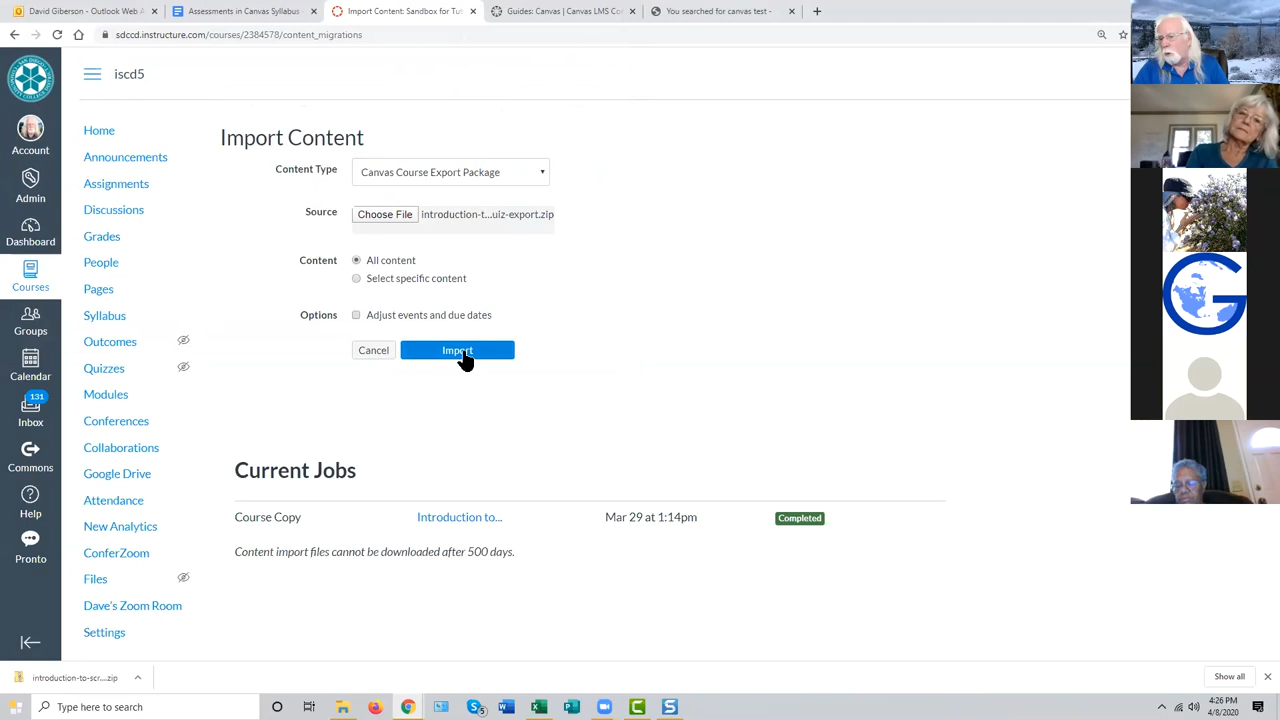 David Giberson - Outlook Web A
Assessments in Canvas Syllabus
Import Content: Sandbox for Tut
Guides: Canvas | Canvas LMS Co
You searched for canvas test -
sdccd.instructure.com/courses/2384578/content_migrations
iscd5
Account
Admin
Dashboard
Courses
Groups
Calendar
131
Inbox
Commons
Help
Pronto
Home
Announcements
Assignments
Discussions
Grades
People
Pages
Syllabus
Outcomes
Quizzes
Modules
Conferences
Collaborations
Google Drive
Attendance
New Analytics
ConferZoom
Files
Dave's Zoom Room
Settings
Import Content
Content Type Canvas Course Export Package
Source Choose File introduction-t...uiz-export.zip
Content All content
Select specific content
Options Adjust events and due dates
Cancel Import
Current Jobs
Course Copy Introduction to... Mar 29 at 1:14pm Completed
Content import files cannot be downloaded after 500 days.
introduction-to-scr....zip
Show all
Type here to search
5
4:26 PM
4/8/2020